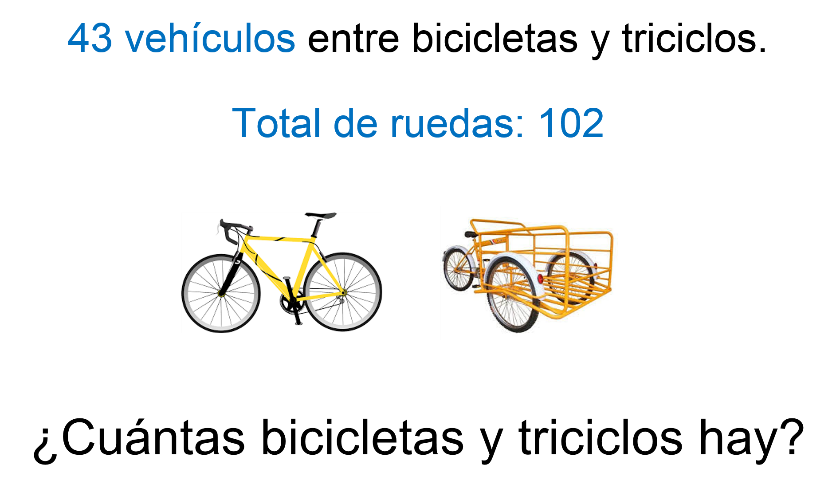 43 vehículos entre bicicletas y triciclos.
Total de ruedas: 102
¿Cuántas bicicletas y triciclos hay?